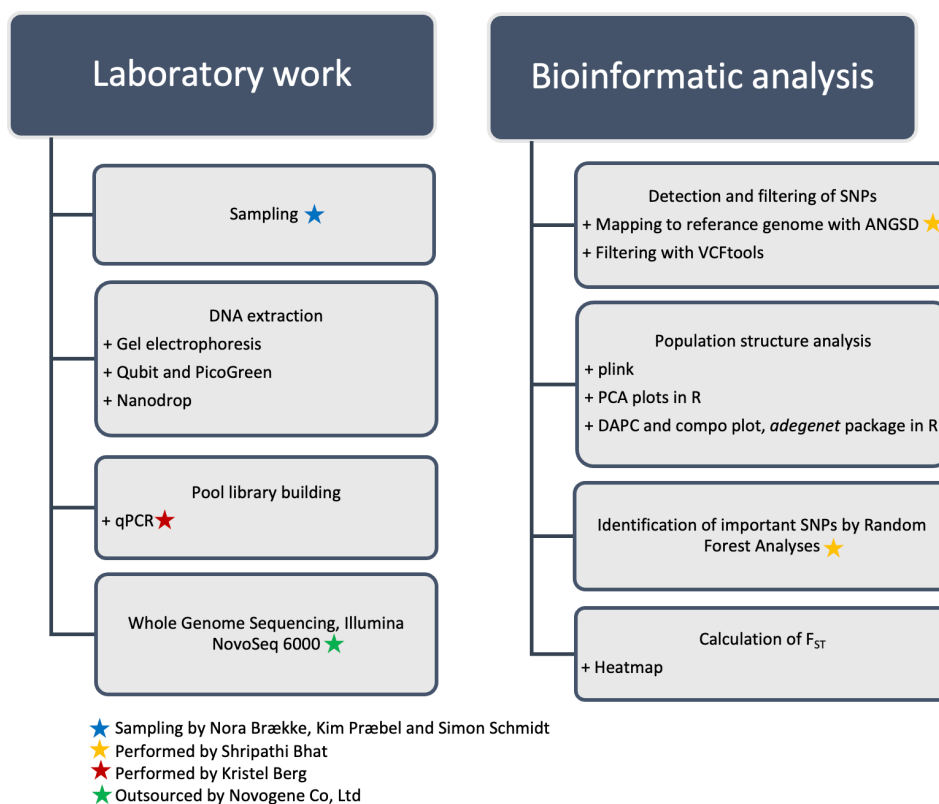 Laboratory work
Sampling
DNA extraction
+ Gel electrophoresis
+ Qubit and PicoGreen
+ Nanodrop
Pool library building
+ qPCR
Whole Genome Sequencing, Illumina
NovoSeq 6000
Bioinformatic analysis
Detection and filtering of SNPs
+ Mapping to referance genome with ANGSD
+ Filtering with VCFtools
Population structure analysis
+ plink
+ PCA plots in R
+ DAPC and compo plot, adegenet package in R
Identification of important SNPs by Random
Forest Analyses
Calculation of FST
+ Heatmap
Sampling by Nora Brække, Kim Præbel and Simon Schmidt
Performed by Shripathi Bhat
Performed by Kristel Berg
Outsourced by Novogene Co, Ltd